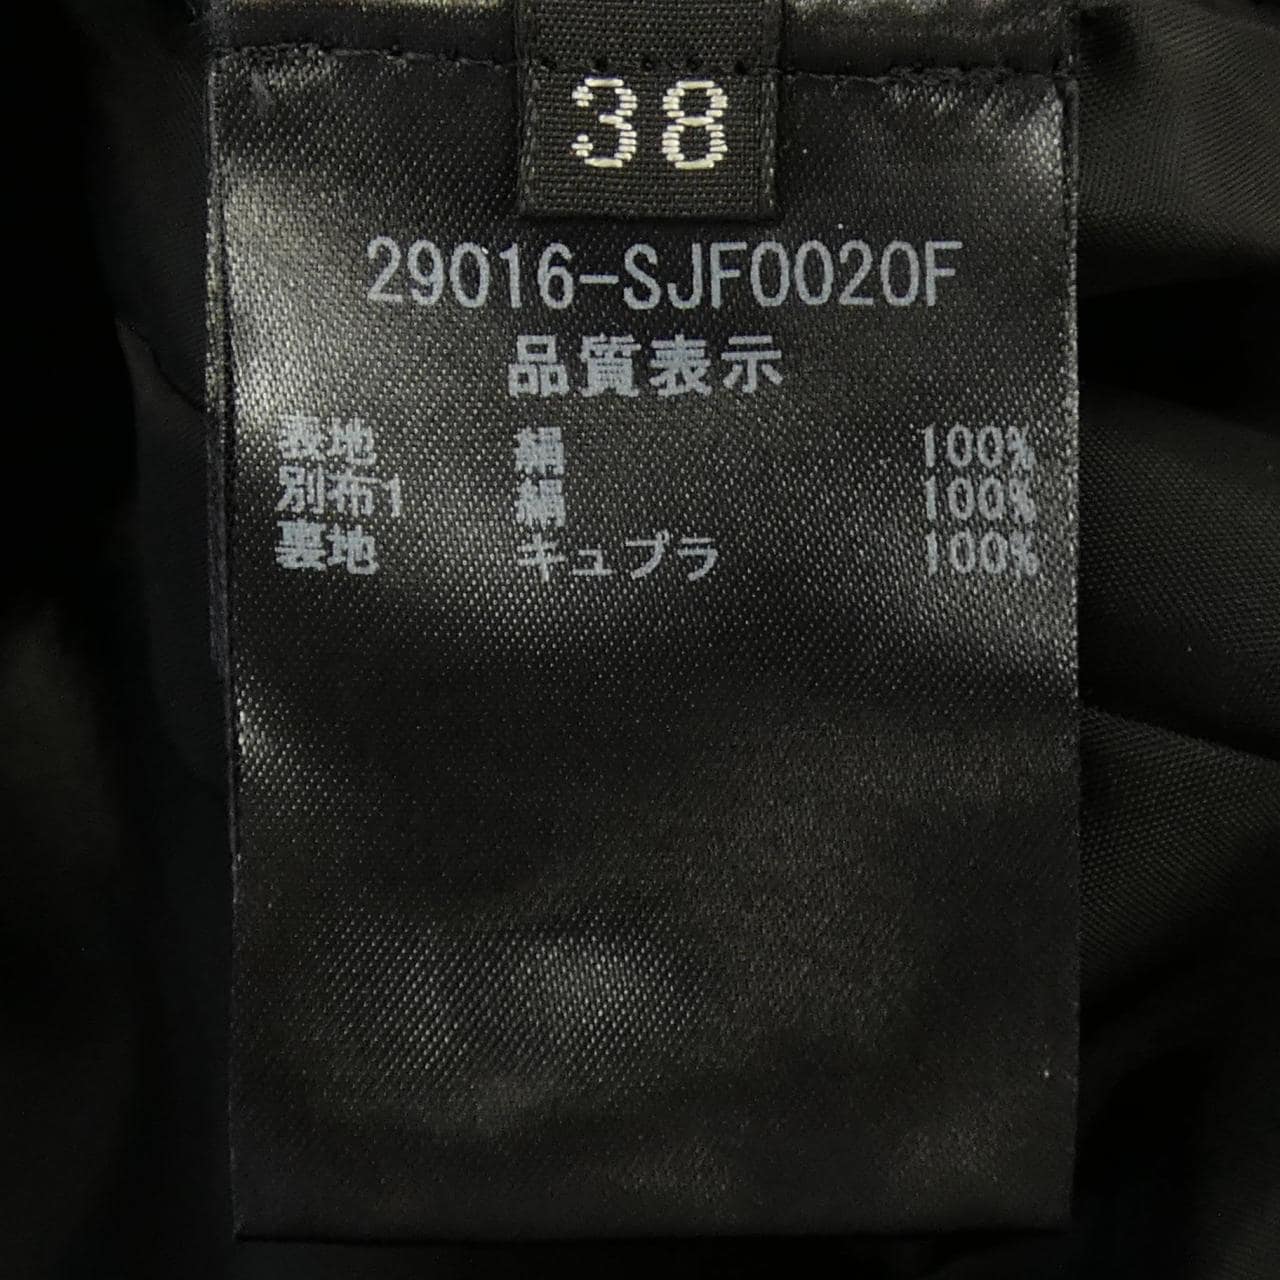 38
29016-SJF0020F
品質表示
表地 絹 100%
別布1 絹 100%
裏地 キュプラ 100%